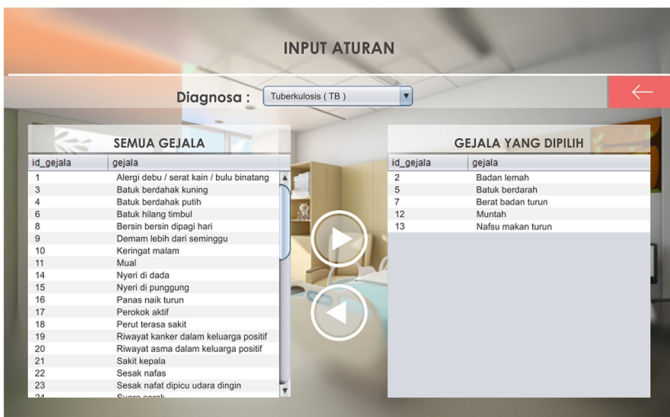 INPUT ATURAN
Diagnosa : Tuberkulosis ( TB )
SEMUA GEJALA
id_gejala gejala
1 Alergi debu / serat kain / bulu binatang
3 Batuk berdahak kuning
4 Batuk berdahak putih
6 Batuk hilang timbul
8 Bersin bersin dipagi hari
9 Demam lebih dari seminggu
10 Keringat malam
11 Mual
14 Nyeri di dada
15 Nyeri di punggung
16 Panas naik turun
17 Perokok aktif
18 Perut terasa sakit
19 Riwayat kanker dalam keluarga positif
20 Riwayat asma dalam keluarga positif
21 Sakit kepala
22 Sesak nafas
23 Sesak nafat dipicu udara dingin
24 Suara serak
GEJALA YANG DIPILIH
id_gejala gejala
2 Badan lemah
5 Batuk berdarah
7 Berat badan turun
12 Muntah
13 Nafsu makan turun